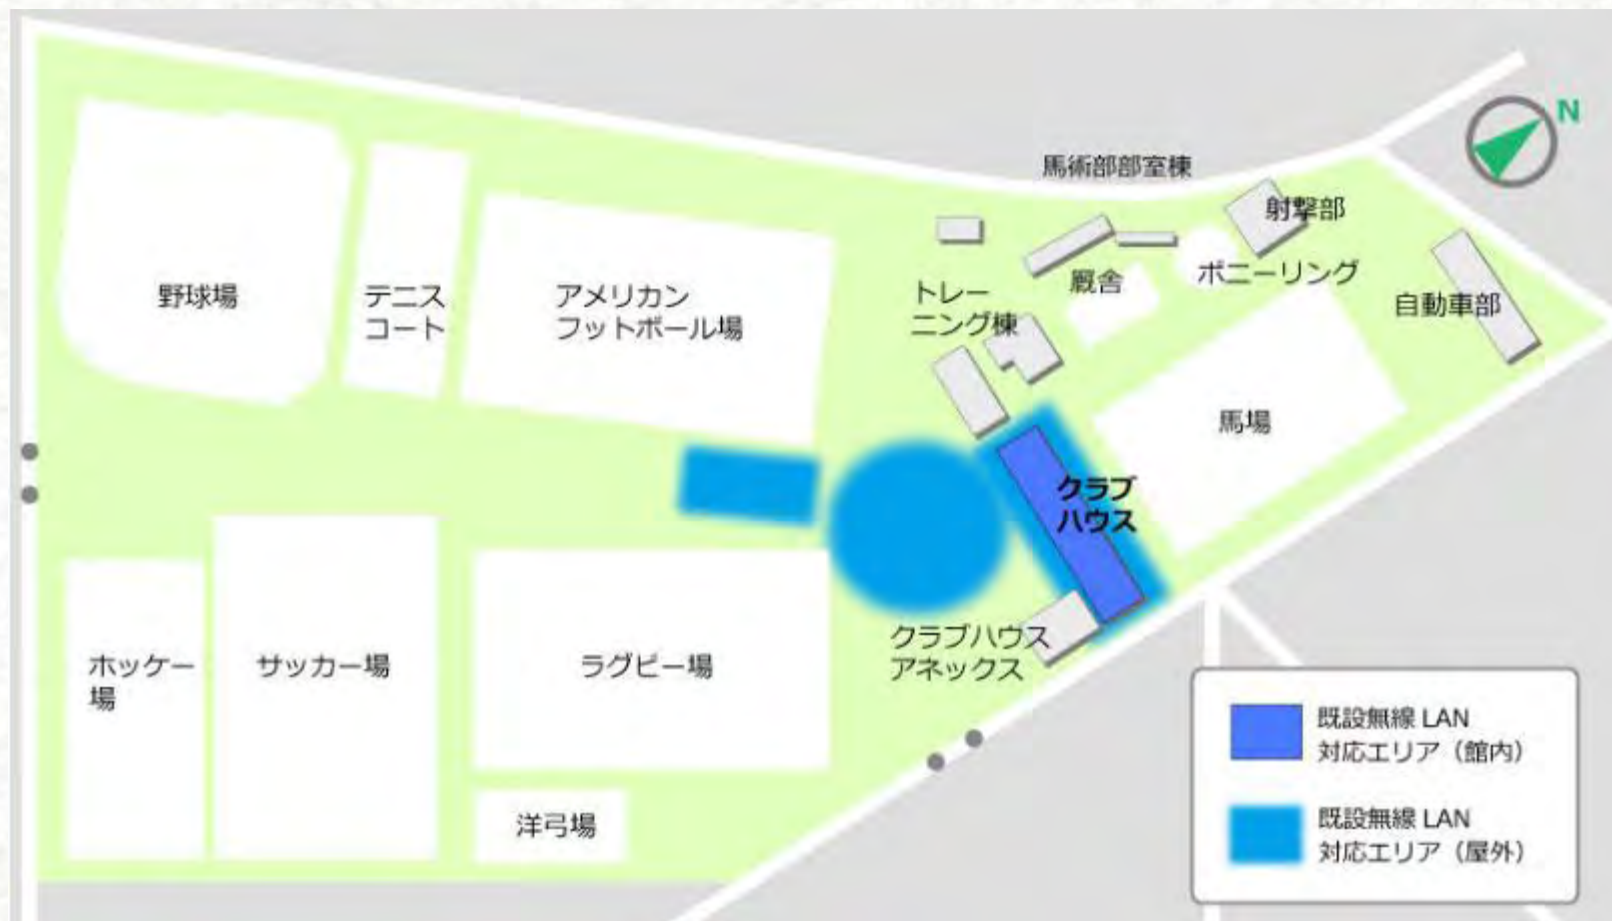 N
馬術部部室棟
射撃部
ポニーリング
厩舎
自動車部
野球場
テニス
コート
アメリカン
フットボール場
トレー
ニング棟
馬場
クラブ
ハウス
クラブハウス
アネックス
ホッケー
場
サッカー場
ラグビー場
洋弓場
既設無線 LAN
対応エリア（館内）
既設無線 LAN
対応エリア（屋外）